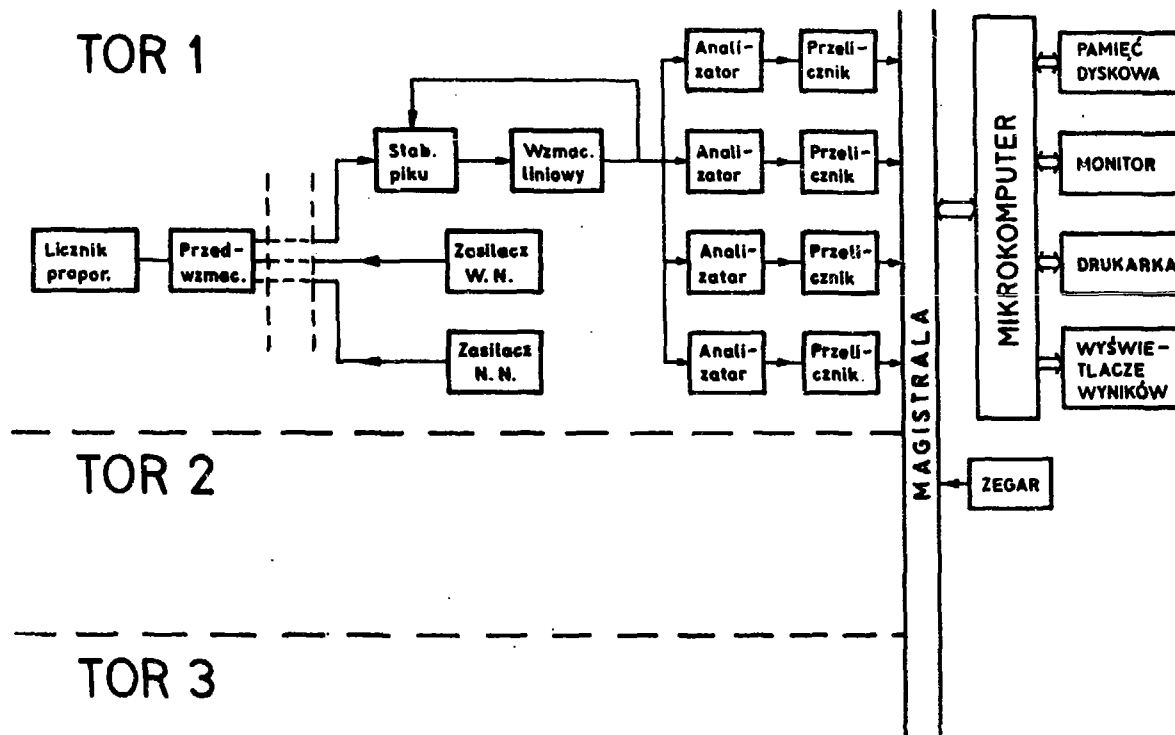 TOR 1
Licznik
propor.
Przed-
wzmac.
Stab.
piku
Wzmac.
liniowy
Zasilacz
W. N.
Zasilacz
N. N.
Anali-
zator
Przeli-
cznik
Anali-
zator
Przeli-
cznik
Anali-
zator
Przeli-
cznik
Anali-
zator
Przeli-
cznik.
MAGISTRALA
MIKROKOMPUTER
PAMIĘĆ
DYSKOWA
MONITOR
DRUKARKA
WYŚWIE-
TLACZE
WYNIKÓW
ZEGAR
TOR 2
TOR 3